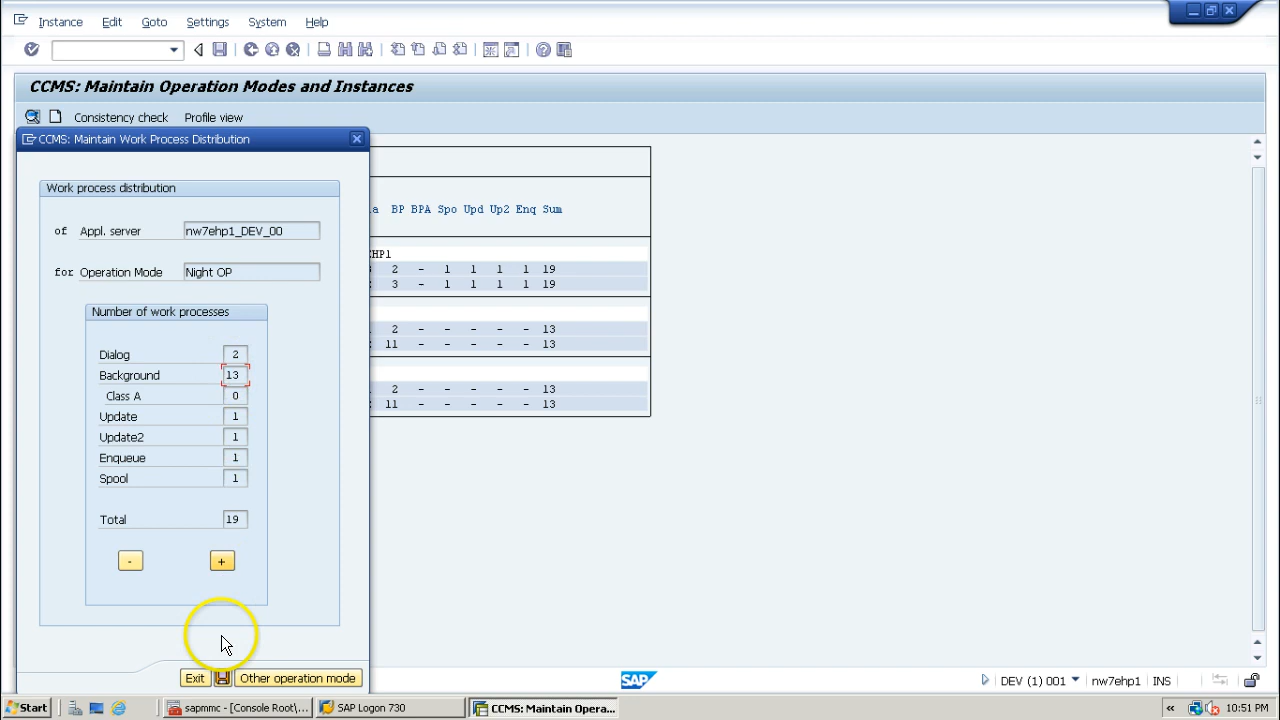 Instance Edit Goto Settings System Help
CCMS: Maintain Operation Modes and Instances
Consistency check Profile view
CCMS: Maintain Work Process Distribution
Work process distribution
of Appl. server nw7ehp1_DEV_00
for Operation Mode Night OP
Number of work processes
Dialog 2
Background 13
Class A 0
Update 1
Update2 1
Enqueue 1
Spool 1
Total 19
- +
Exit Other operation mode
a BP BPA Spo Upd Up2 Enq Sum
HP1
2 - 1 1 1 1 19
3 - 1 1 1 1 19
2 - - - - - 13
11 - - - - - 13
2 - - - - - 13
11 - - - - - 13
SAP DEV (1) 001 nw7ehp1 INS
Start sapmmc - [Console Root\... SAP Logon 730 CCMS: Maintain Opera... « 10:51 PM